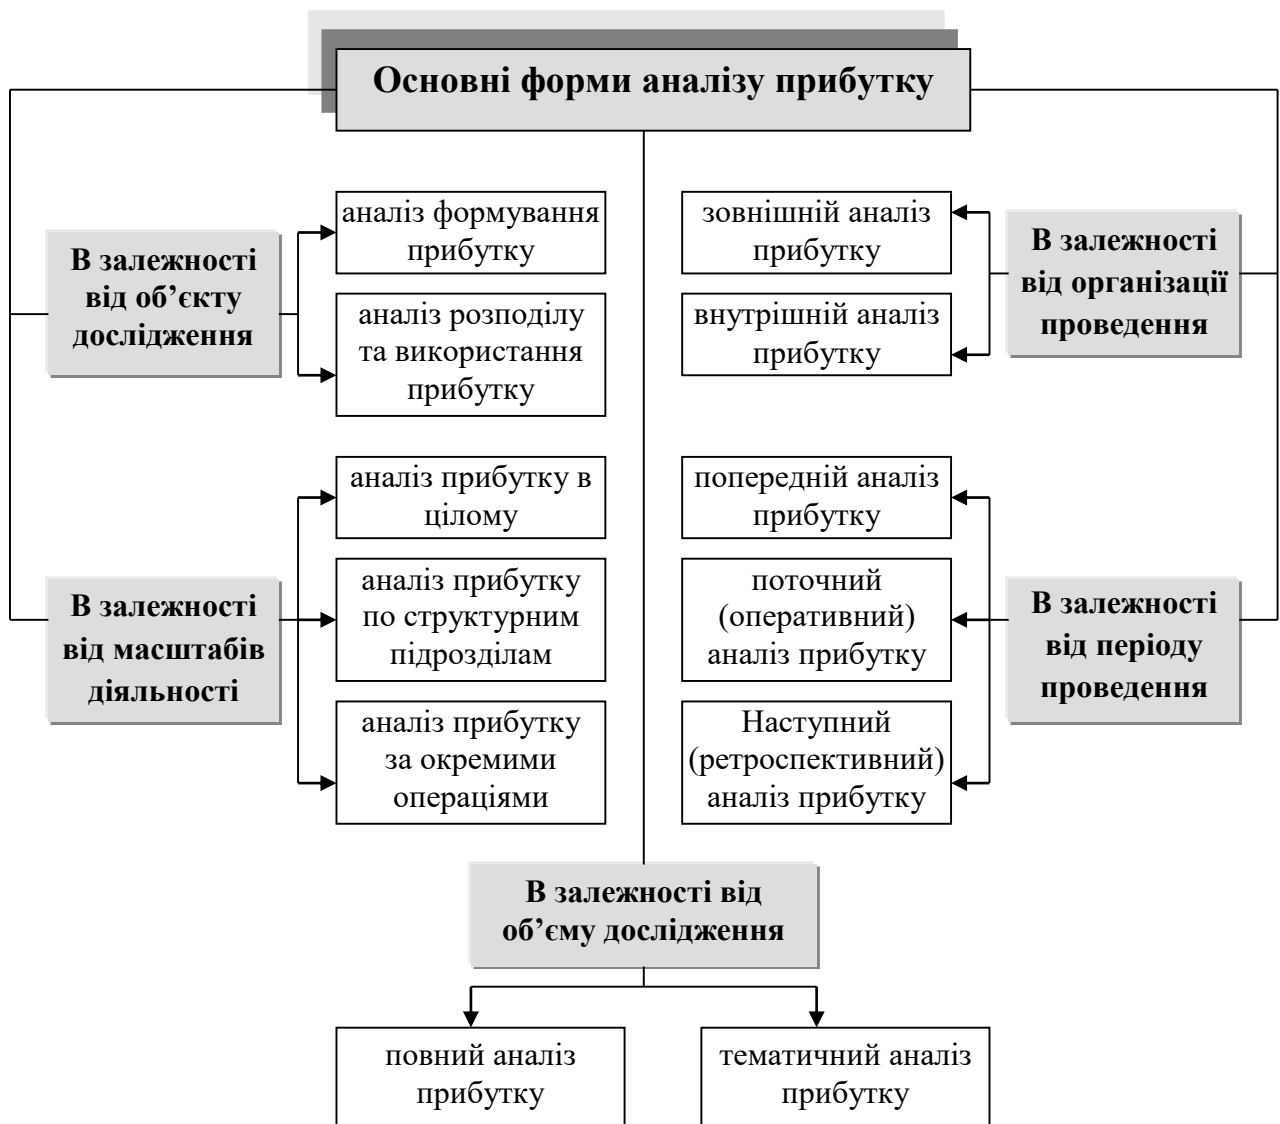 Основні форми аналізу прибутку
В залежності
від об’єкту
дослідження
аналіз формування
прибутку
аналіз розподілу
та використання
прибутку
зовнішній аналіз
прибутку
внутрішній аналіз
прибутку
В залежності
від організації
проведення
В залежності
від масштабів
діяльності
аналіз прибутку в
цілому
аналіз прибутку
по структурним
підрозділам
аналіз прибутку
за окремими
операціями
попередній аналіз
прибутку
поточний
(оперативний)
аналіз прибутку
Наступний
(ретроспективний)
аналіз прибутку
В залежності
від періоду
проведення
В залежності від
об’єму дослідження
повний аналіз
прибутку
тематичний аналіз
прибутку